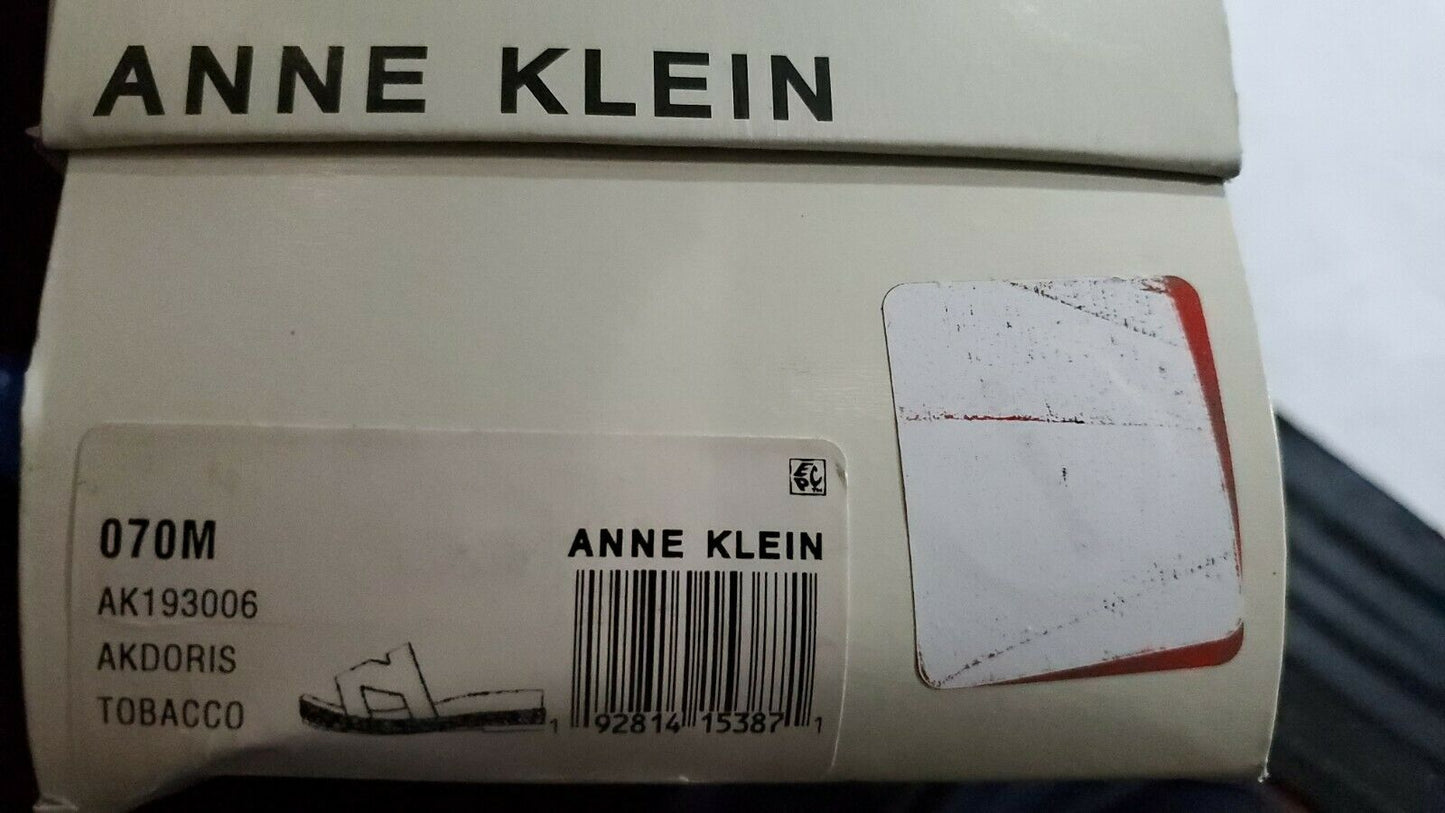 ANNE KLEIN
070M
AK193006
AKDORIS
TOBACCO
ANNE KLEIN
1 92814 15387 1